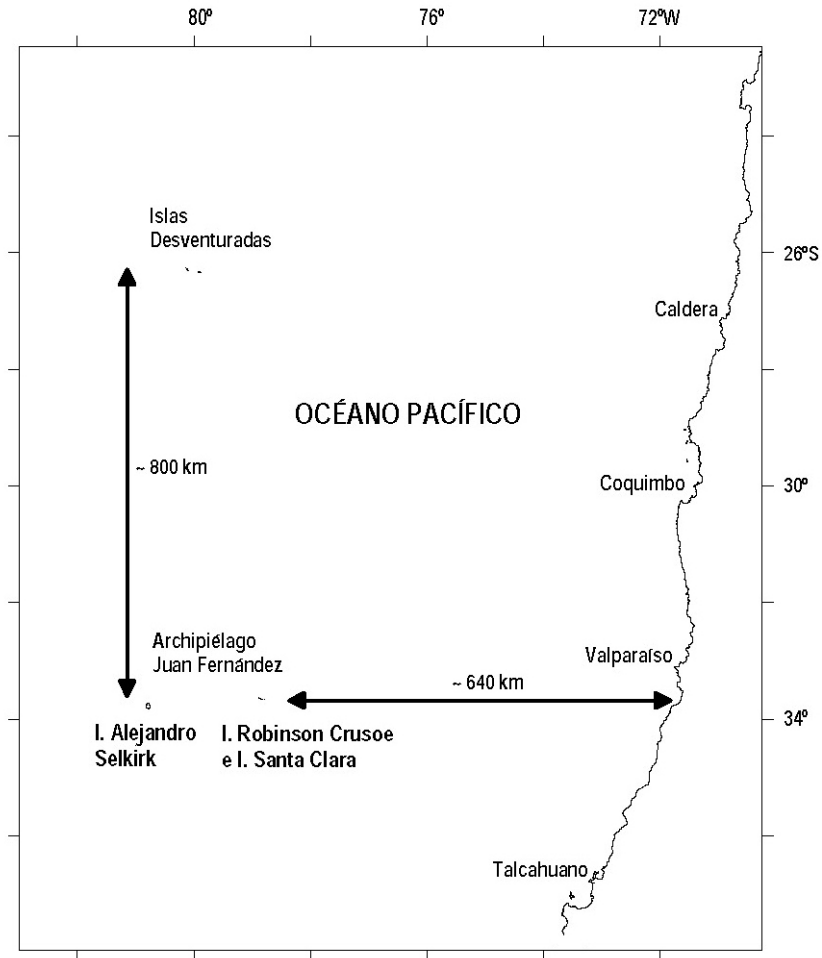 80º
76º
72ºW
Islas
Desventuradas
26ºS
Caldera
OCÉANO PACÍFICO
~ 800 km
Coquimbo
30º
Archipiélago
Juan Fernández
Valparaíso
~ 640 km
34º
I. Alejandro
Selkirk
I. Robinson Crusoe
e I. Santa Clara
Talcahuano